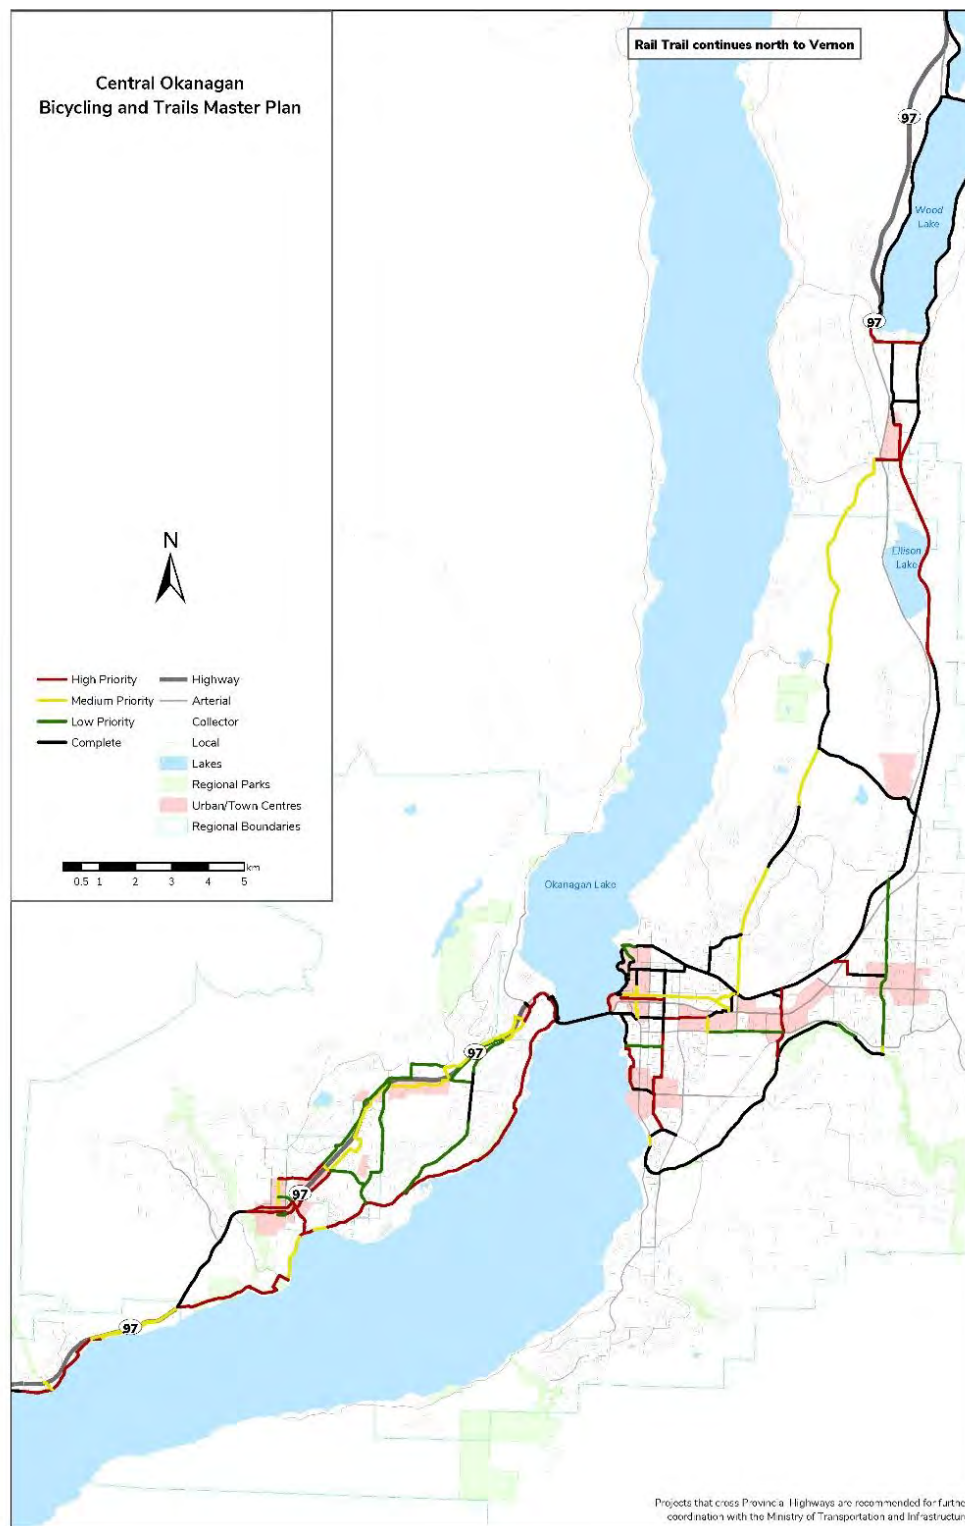 Rail Trail continues north to Vernon
Central Okanagan
Bicycling and Trails Master Plan
97
Wood
Lake
97
N
Ellison
Lake
High Priority
Medium Priority
Low Priority
Complete
Highway
Arterial
Collector
Local
Lakes
Regional Parks
Urban/Town Centres
Regional Boundaries
km
0.5 1 2 3 4 5
Okanagan Lake
97
97
97
Projects that cross Provincial Highways are recommended for furthe
coordination with the Ministry of Transportation and Infrastructur